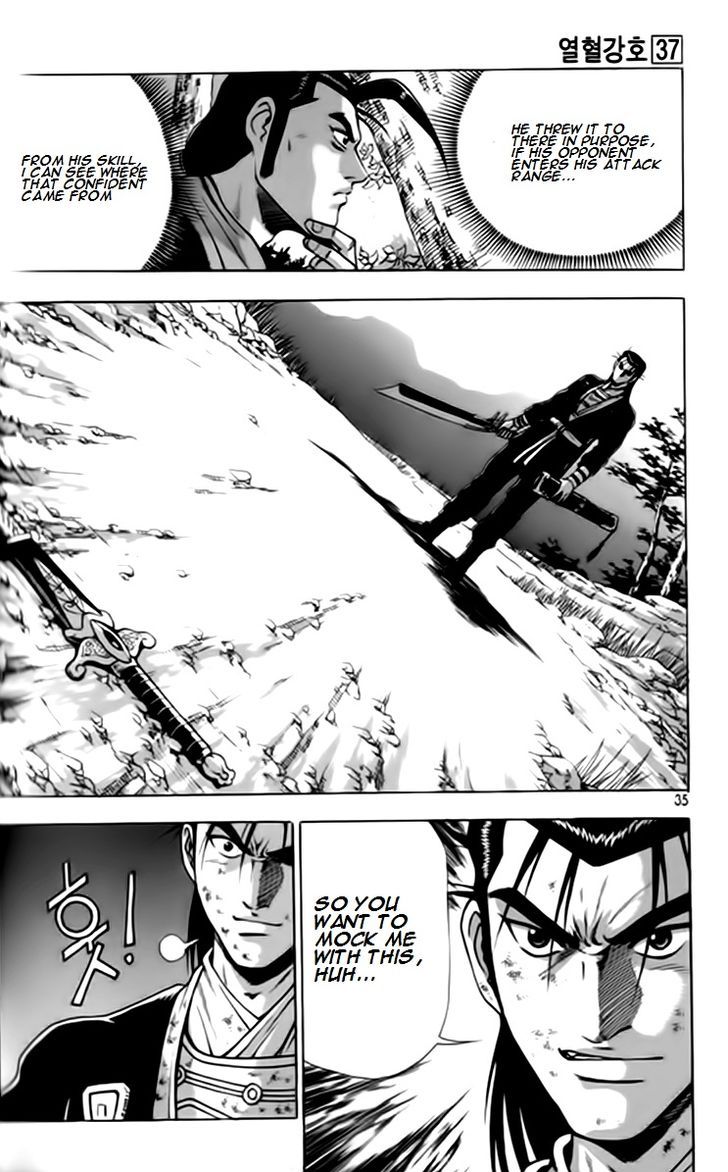 열혈강호 37
HE THREW IT TO
THERE IN PURPOSE,
IF HIS OPPONENT
ENTERS HIS ATTACK
RANGE...
FROM HIS SKILL,
I CAN SEE WHERE
THAT CONFIDENT
CAME FROM
35
훗!
SO YOU
WANT TO
MOCK ME
WITH THIS,
HUH...